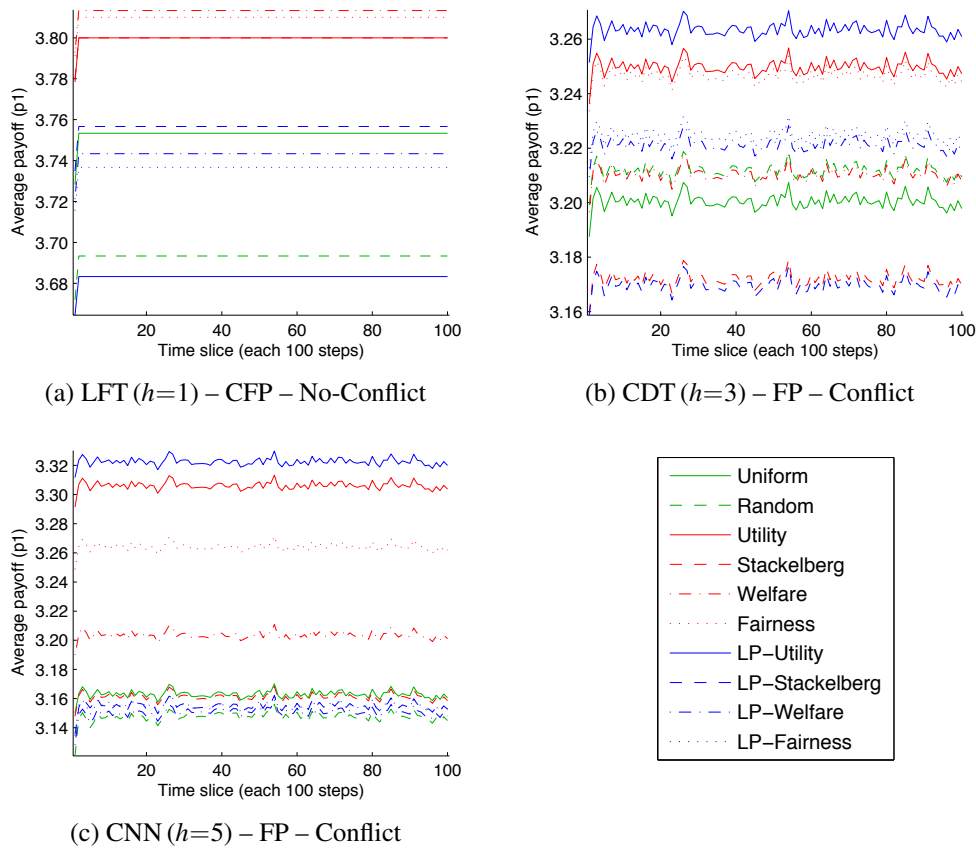 3.80
3.78
3.76
3.74
3.72
3.70
3.68
Average payoff (p1)
20
40
60
80
100
Time slice (each 100 steps)
(a) LFT (h=1) – CFP – No-Conflict
3.26
3.24
3.22
3.20
3.18
3.16
Average payoff (p1)
20
40
60
80
100
Time slice (each 100 steps)
(b) CDT (h=3) – FP – Conflict
3.32
3.30
3.28
3.26
3.24
3.22
3.20
3.18
3.16
3.14
Average payoff (p1)
20
40
60
80
100
Time slice (each 100 steps)
(c) CNN (h=5) – FP – Conflict
Uniform
Random
Utility
Stackelberg
Welfare
Fairness
LP−Utility
LP−Stackelberg
LP−Welfare
LP−Fairness